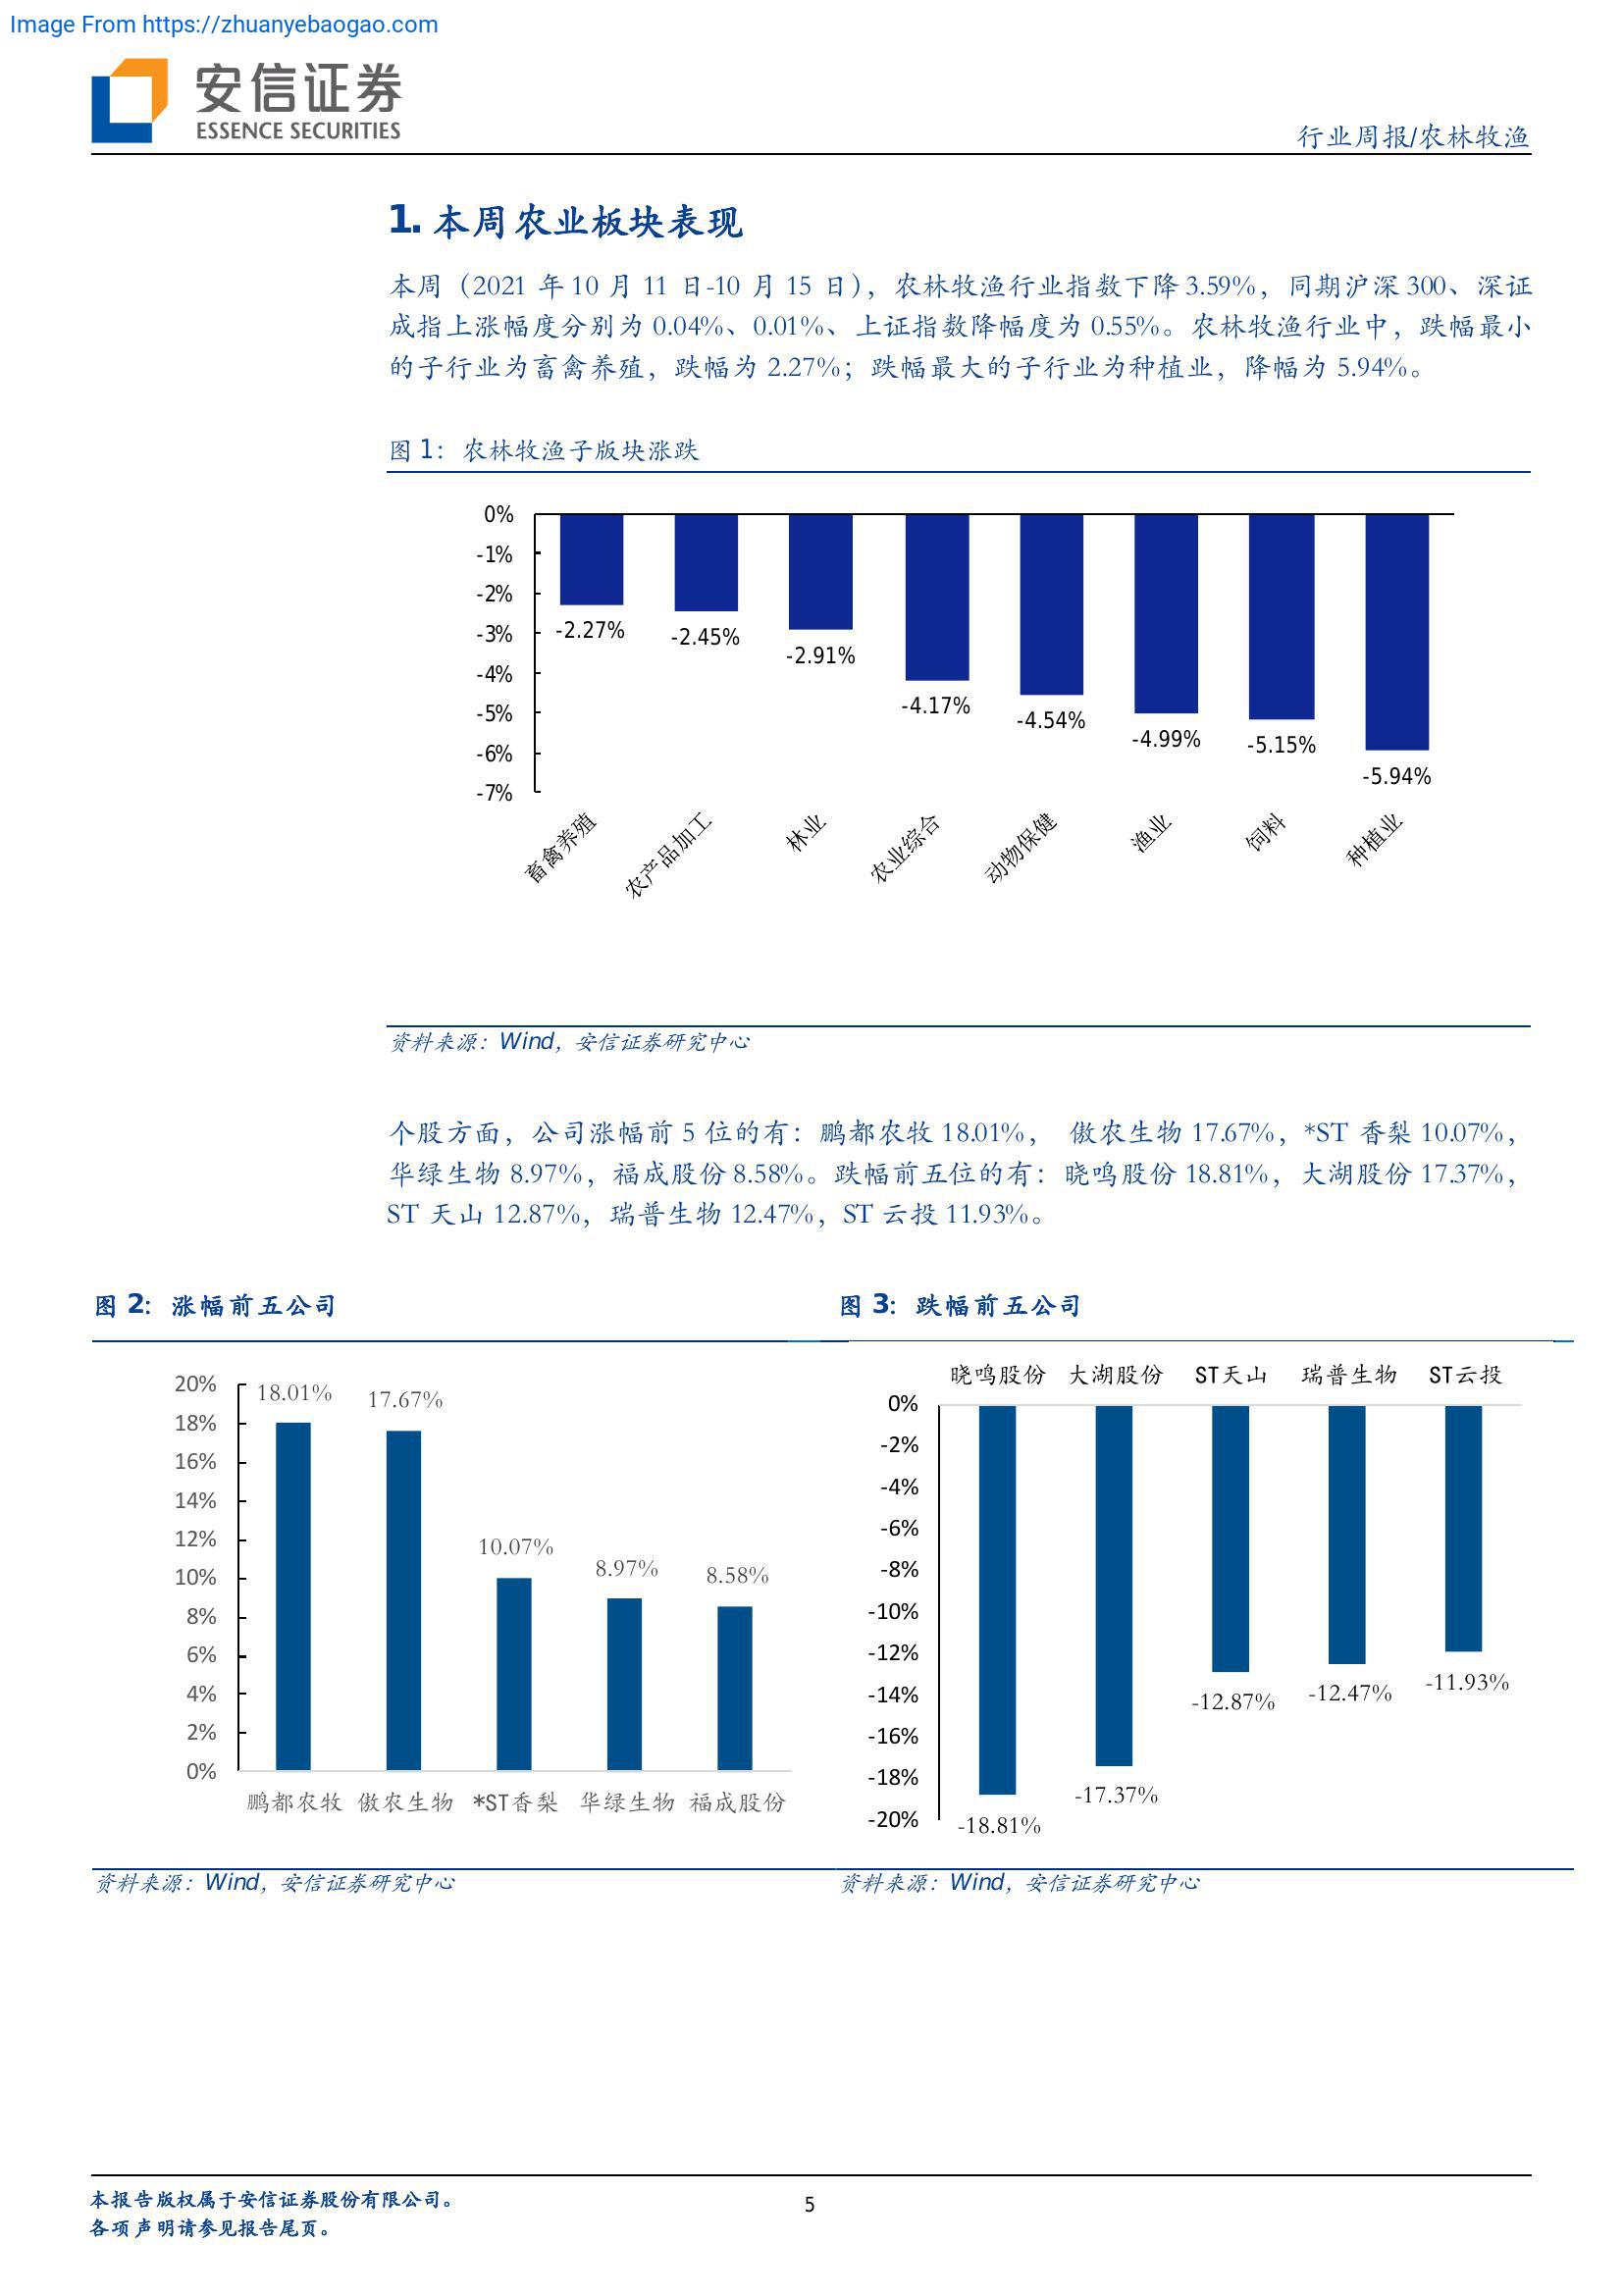 Image From https://zhuanyebaogao.com
安信证券
ESSENCE SECURITIES
行业周报/农林牧渔
1. 本周农业板块表现
本周（2021 年 10 月 11 日-10 月 15 日），农林牧渔行业指数下降 3.59%，同期沪深 300、深证
成指上涨幅度分别为 0.04%、0.01%、上证指数降幅度为 0.55%。农林牧渔行业中，跌幅最小
的子行业为畜禽养殖，跌幅为 2.27%；跌幅最大的子行业为种植业，降幅为 5.94%。
图 1：农林牧渔子版块涨跌
0%
-1%
-2%
-3%
-4%
-5%
-6%
-7%
-2.27%
-2.45%
-2.91%
-4.17%
-4.54%
-4.99%
-5.15%
-5.94%
畜禽养殖
农产品加工
林业
农业综合
动物保健
渔业
饲料
种植业
资料来源：Wind，安信证券研究中心
个股方面，公司涨幅前 5 位的有：鹏都农牧 18.01%， 傲农生物 17.67%，*ST 香梨 10.07%，
华绿生物 8.97%，福成股份 8.58%。跌幅前五位的有：晓鸣股份 18.81%，大湖股份 17.37%，
ST 天山 12.87%，瑞普生物 12.47%，ST 云投 11.93%。
图 2：涨幅前五公司
20%
18%
16%
14%
12%
10%
8%
6%
4%
2%
0%
18.01%
17.67%
10.07%
8.97%
8.58%
鹏都农牧 傲农生物 *ST香梨 华绿生物 福成股份
资料来源：Wind，安信证券研究中心
图 3：跌幅前五公司
晓鸣股份 大湖股份 ST天山 瑞普生物 ST云投
0%
-2%
-4%
-6%
-8%
-10%
-12%
-14%
-16%
-18%
-20%
-18.81%
-17.37%
-12.87%
-12.47%
-11.93%
资料来源：Wind，安信证券研究中心
本报告版权属于安信证券股份有限公司。
各项声明请参见报告尾页。
5